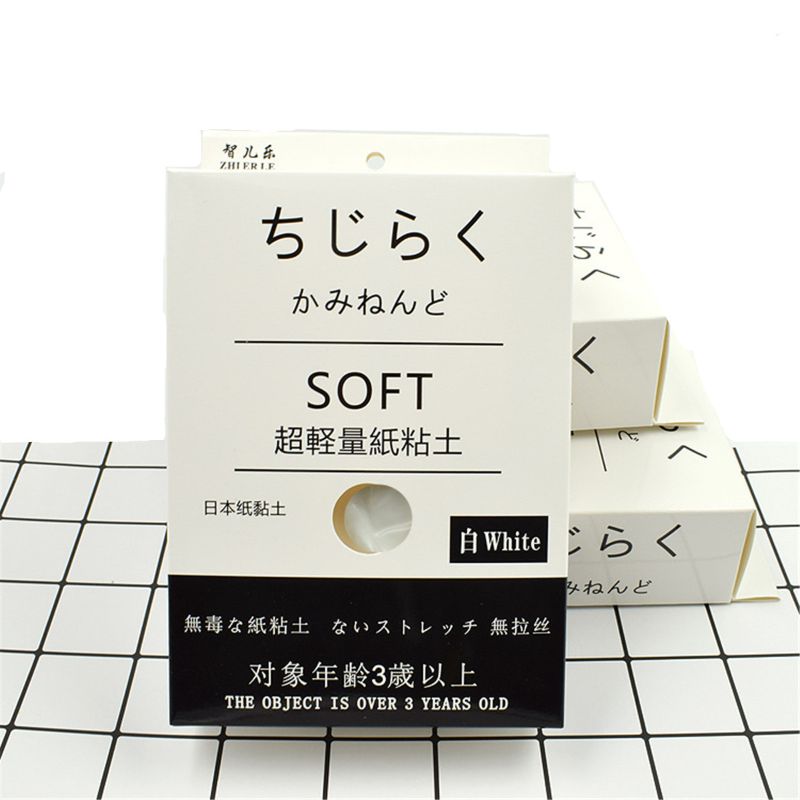 智儿乐
ZHIERLE
ちじらく
かみねんど
SOFT
超軽量紙粘土
日本纸黏土
白 White
無毒な紙粘土 ないストレッチ 無拉丝
对象年齢3歳以上
THE OBJECT IS OVER 3 YEARS OLD
く
じらく
みねんど